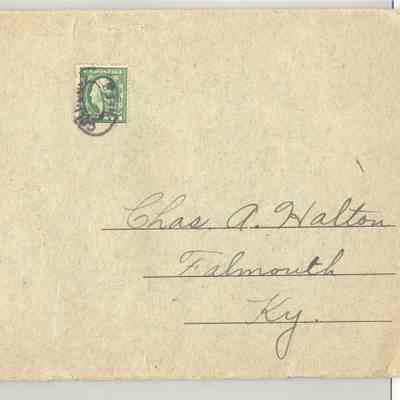 Chas. A. Walton
Falmouth
Ky.